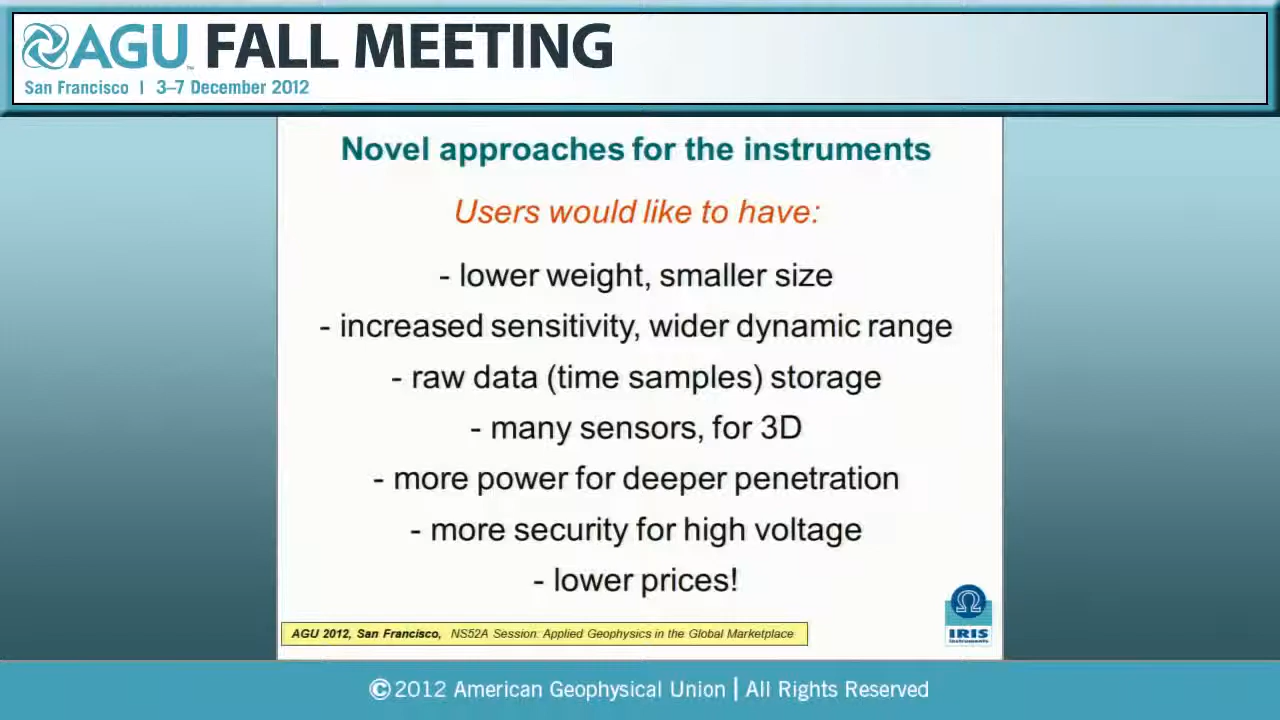 AGU™ FALL MEETING
San Francisco | 3–7 December 2012
Novel approaches for the instruments
Users would like to have:
- lower weight, smaller size
- increased sensitivity, wider dynamic range
- raw data (time samples) storage
- many sensors, for 3D
- more power for deeper penetration
- more security for high voltage
- lower prices!
AGU 2012, San Francisco, NS52A Session: Applied Geophysics in the Global Marketplace
Ω
IRIS
Instruments
©2012 American Geophysical Union | All Rights Reserved